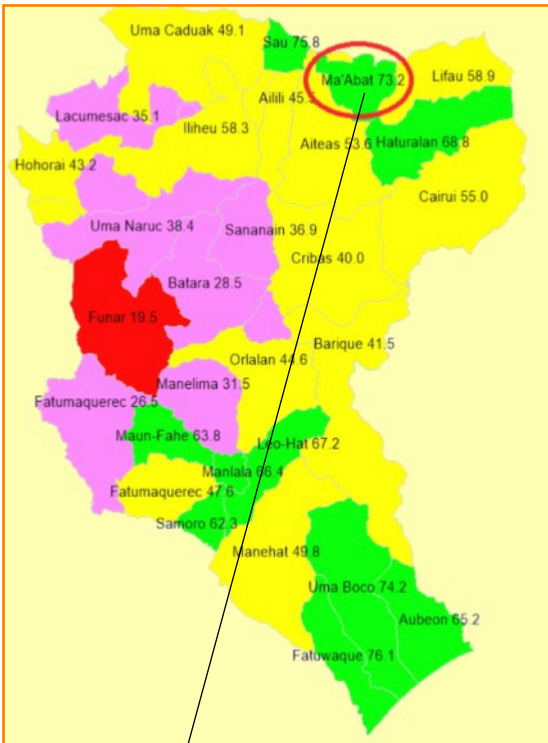 Uma Caduak 49.1
Sau 75.8
Ma'Abat 73.2
Lifau 58.9
Ailili 45.5
Lacumesac 35.1
Iliheu 58.3
Aiteas 53.6
Haturalan 68.8
Hohorai 43.2
Cairui 55.0
Uma Naruc 38.4
Sananain 36.9
Cribas 40.0
Batara 28.5
Funar 19.5
Barique 41.5
Orlalan 44.6
Manelima 31.5
Fatumaquerec 26.5
Maun-Fahe 63.8
Leo-Hat 67.2
Manlala 66.4
Fatumaquerec 47.6
Samoro 62.3
Manehat 49.8
Uma Boco 74.2
Aubeon 65.2
Fatuwaque 76.1